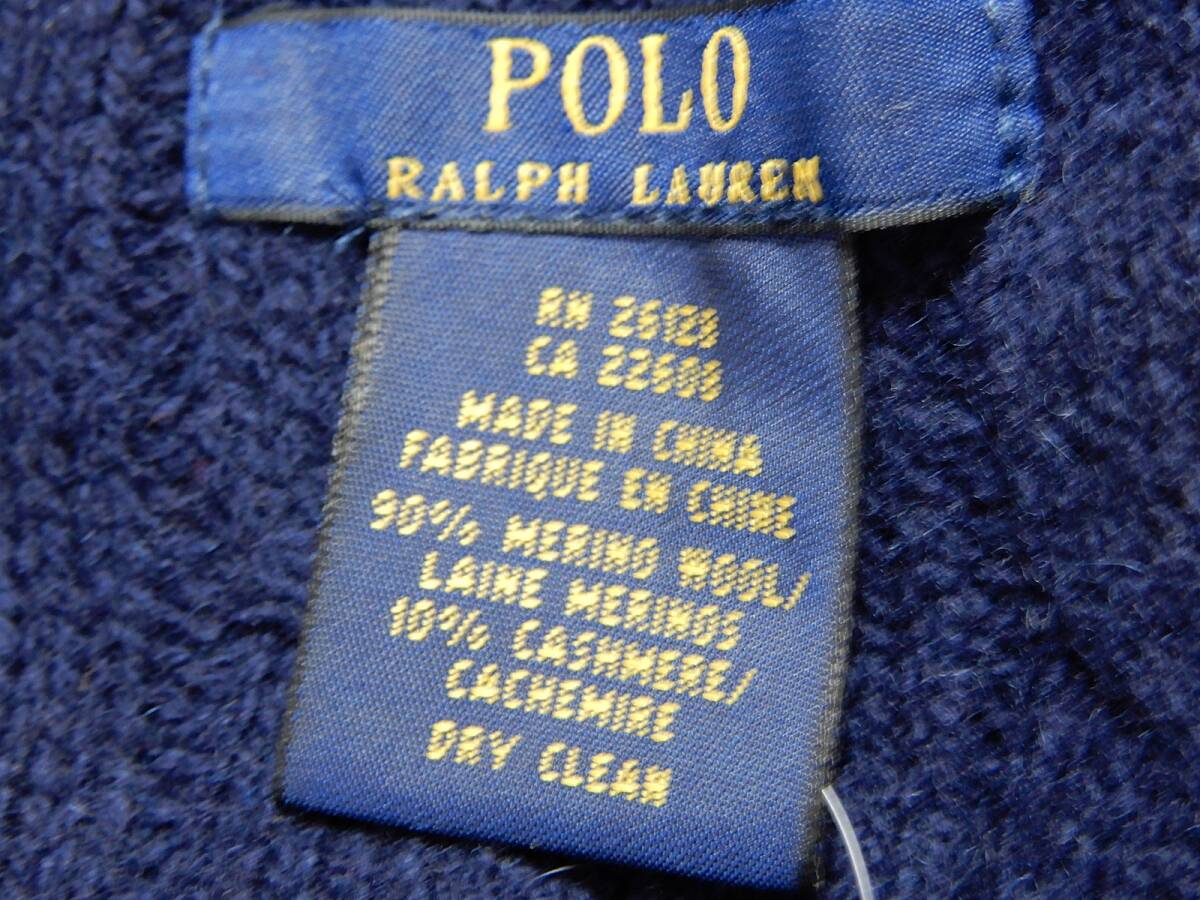 POLO
RALPH LAUREN
RN 26129
CA 22606
MADE IN CHINA
FABRIQUE EN CHINE
90% MERINO WOOL/
LAINE MERINOS
10% CASHMERE/
CACHEMIRE
DRY CLEAN